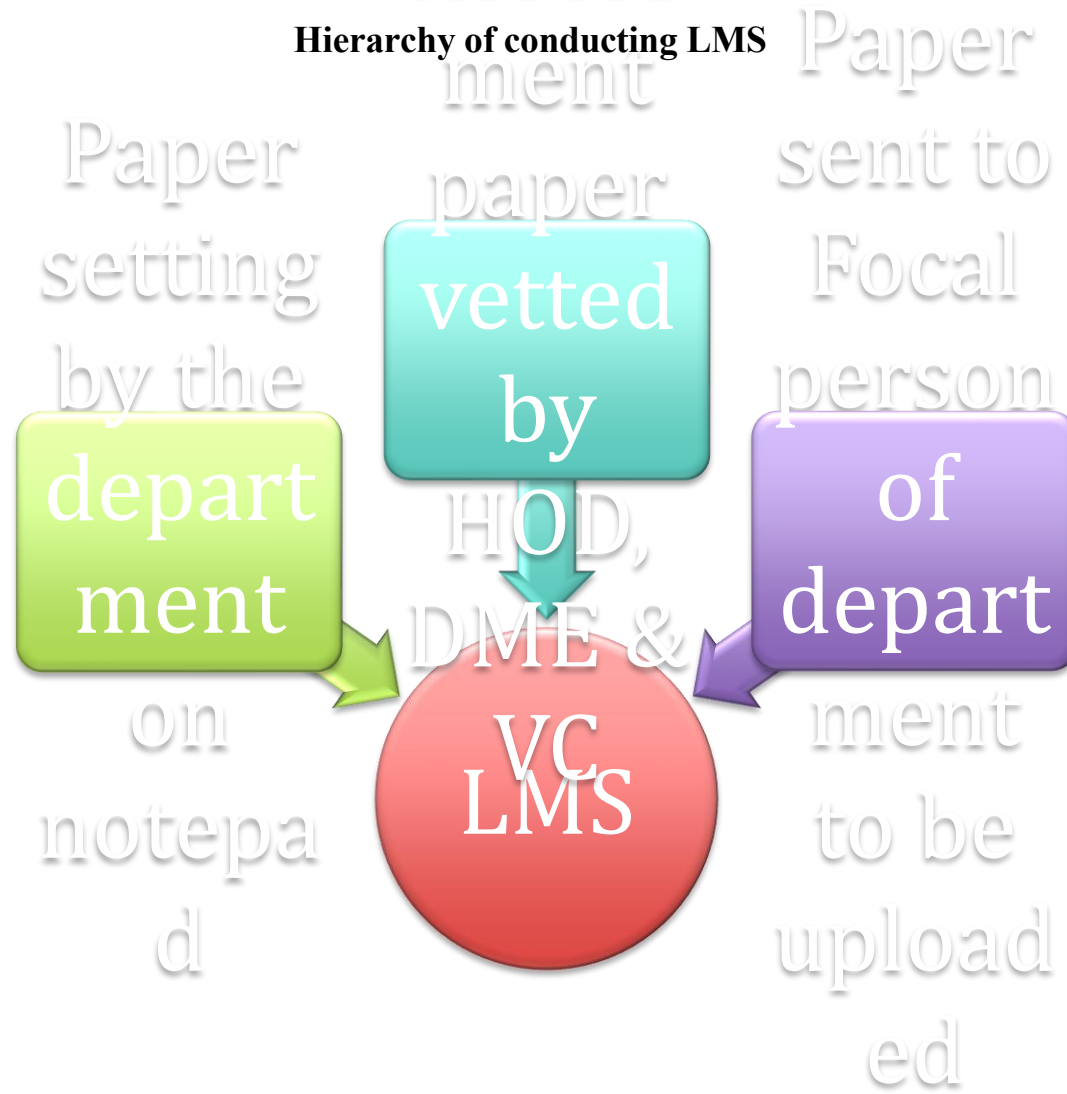 Hierarchy of conducting LMS
Paper
setting
by the
depart
ment
on
notepa
d
ment
paper
vetted
by
HOD,
DME &
VC
Paper
sent to
Focal
person
of
depart
ment
to be
upload
ed
LMS